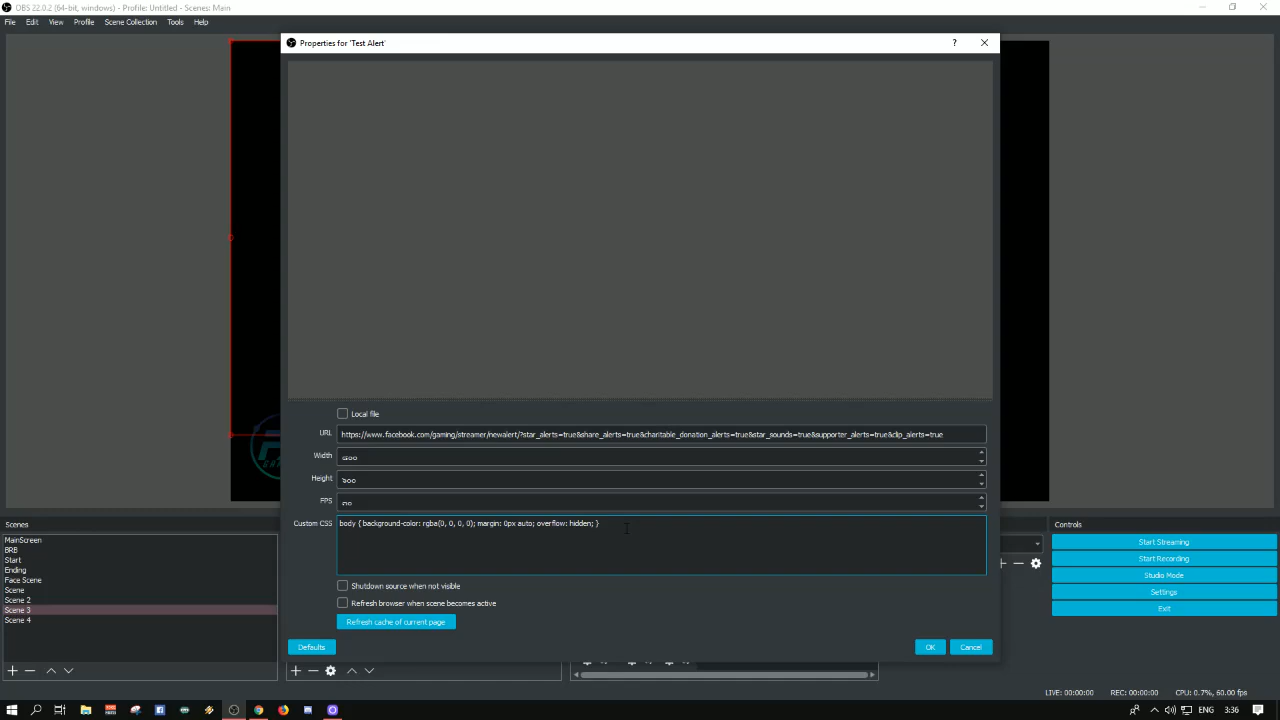 OBS 22.0.2 (64-bit, windows) - Profile: Untitled - Scenes: Main
File Edit View Profile Scene Collection Tools Help
Properties for 'Test Alert'
?
Local file
URL https://www.facebook.com/gaming/streamer/newalert/?star_alerts=true&share_alerts=true&charitable_donation_alerts=true&star_sounds=true&supporter_alerts=true&clip_alerts=true
Width ৮০০
Height ৬০০
FPS ৩০
Custom CSS body { background-color: rgba(0, 0, 0, 0); margin: 0px auto; overflow: hidden; }
Shutdown source when not visible
Refresh browser when scene becomes active
Refresh cache of current page
Defaults OK Cancel
Scenes
MainScreen
BRB
Start
Ending
Face Scene
Scene
Scene 2
Scene 3
Scene 4
Controls
Start Streaming
Start Recording
Studio Mode
Settings
Exit
LIVE: 00:00:00 REC: 00:00:00 CPU: 0.7%, 60.00 fps
ENG 3:36